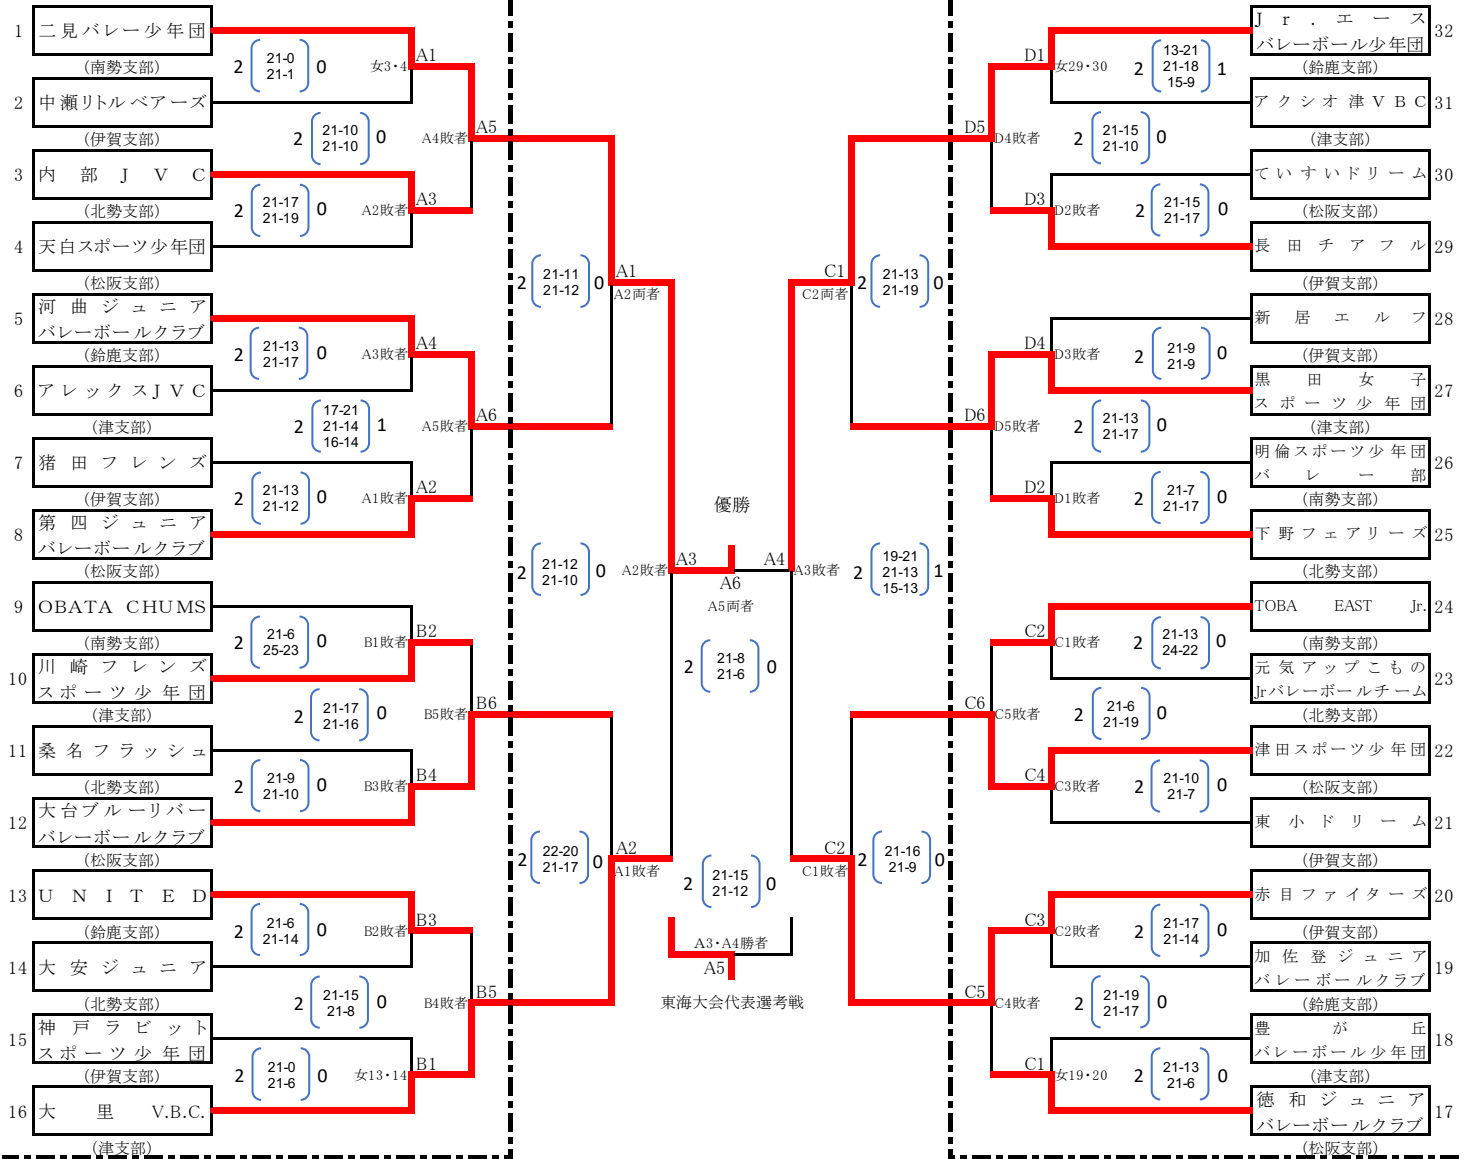 1 二見バレー少年団
(南勢支部)
2 中瀬リトルベアーズ
(伊賀支部)
3 内部JVC
(北勢支部)
4 天白スポーツ少年団
(松阪支部)
5 河曲ジュニア
バレーボールクラブ
(鈴鹿支部)
6 アレックスJVC
(津支部)
7 猪田フレンズ
(伊賀支部)
8 第四ジュニア
バレーボールクラブ
(松阪支部)
9 OBATA CHUMS
(南勢支部)
10 川崎フレンズ
スポーツ少年団
(津支部)
11 桑名フラッシュ
(北勢支部)
12 大台ブルーリバー
バレーボールクラブ
(松阪支部)
13 UNITED
(鈴鹿支部)
14 大安ジュニア
(北勢支部)
15 神戸ラビット
スポーツ少年団
(伊賀支部)
16 大里 V.B.C.
(津支部)
2 21-0 0 女3・4 A1
21-1
2 21-10 0 A4敗者 A5
21-10
2 21-17 0 A2敗者 A3
21-19
2 21-13 0 A3敗者 A4
21-17
2 17-21 1 A5敗者 A6
21-14
16-14
2 21-13 0 A1敗者 A2
21-12
2 21-6 0 B1敗者 B2
25-23
2 21-17 0 B5敗者 B6
21-16
2 21-9 0 B3敗者 B4
21-10
2 21-6 0 B2敗者 B3
21-14
2 21-15 0 B4敗者 B5
21-8
2 21-0 0 女13・14 B1
21-6
2 21-11 0 A1
21-12 A2両者
2 21-12 0 A2敗者 A3
21-10
2 22-20 0 A2
21-17 A1敗者
優勝
A6
A5両者
2 21-8 0
21-6
2 21-15 0
21-12
A3・A4勝者
A5
東海大会代表選考戦
C1 2 21-13 0
C2両者 21-19
A4 A3敗者 2 19-21 1
21-13
15-13
C2 2 21-16 0
C1敗者 21-9
D1 女29・30 2 13-21 1
21-18
15-9
D5 D4敗者 2 21-15 0
21-10
D3 D2敗者 2 21-15 0
21-17
D4 D3敗者 2 21-9 0
21-9
D6 D5敗者 2 21-13 0
21-17
D2 D1敗者 2 21-7 0
21-17
C2 C1敗者 2 21-13 0
24-22
C6 C5敗者 2 21-6 0
21-19
C4 C3敗者 2 21-10 0
21-7
C3 C2敗者 2 21-17 0
21-14
C5 C4敗者 2 21-19 0
21-17
C1 女19・20 2 21-13 0
21-6
Jr.エース
バレーボール少年団 32
(鈴鹿支部)
アクシオ津VBC 31
(津支部)
ていすいドリーム 30
(松阪支部)
長田チアフル 29
(伊賀支部)
新居エルフ 28
(伊賀支部)
黒田女子
スポーツ少年団 27
(津支部)
明倫スポーツ少年団
バレー部 26
(南勢支部)
下野フェアリーズ 25
(北勢支部)
TOBA EAST Jr. 24
(南勢支部)
元気アップこもの
Jrバレーボールチーム 23
(北勢支部)
津田スポーツ少年団 22
(松阪支部)
東小ドリーム 21
(伊賀支部)
赤目ファイターズ 20
(伊賀支部)
加佐登ジュニア
バレーボールクラブ 19
(鈴鹿支部)
豊が丘
バレーボール少年団 18
(津支部)
徳和ジュニア
バレーボールクラブ 17
(松阪支部)